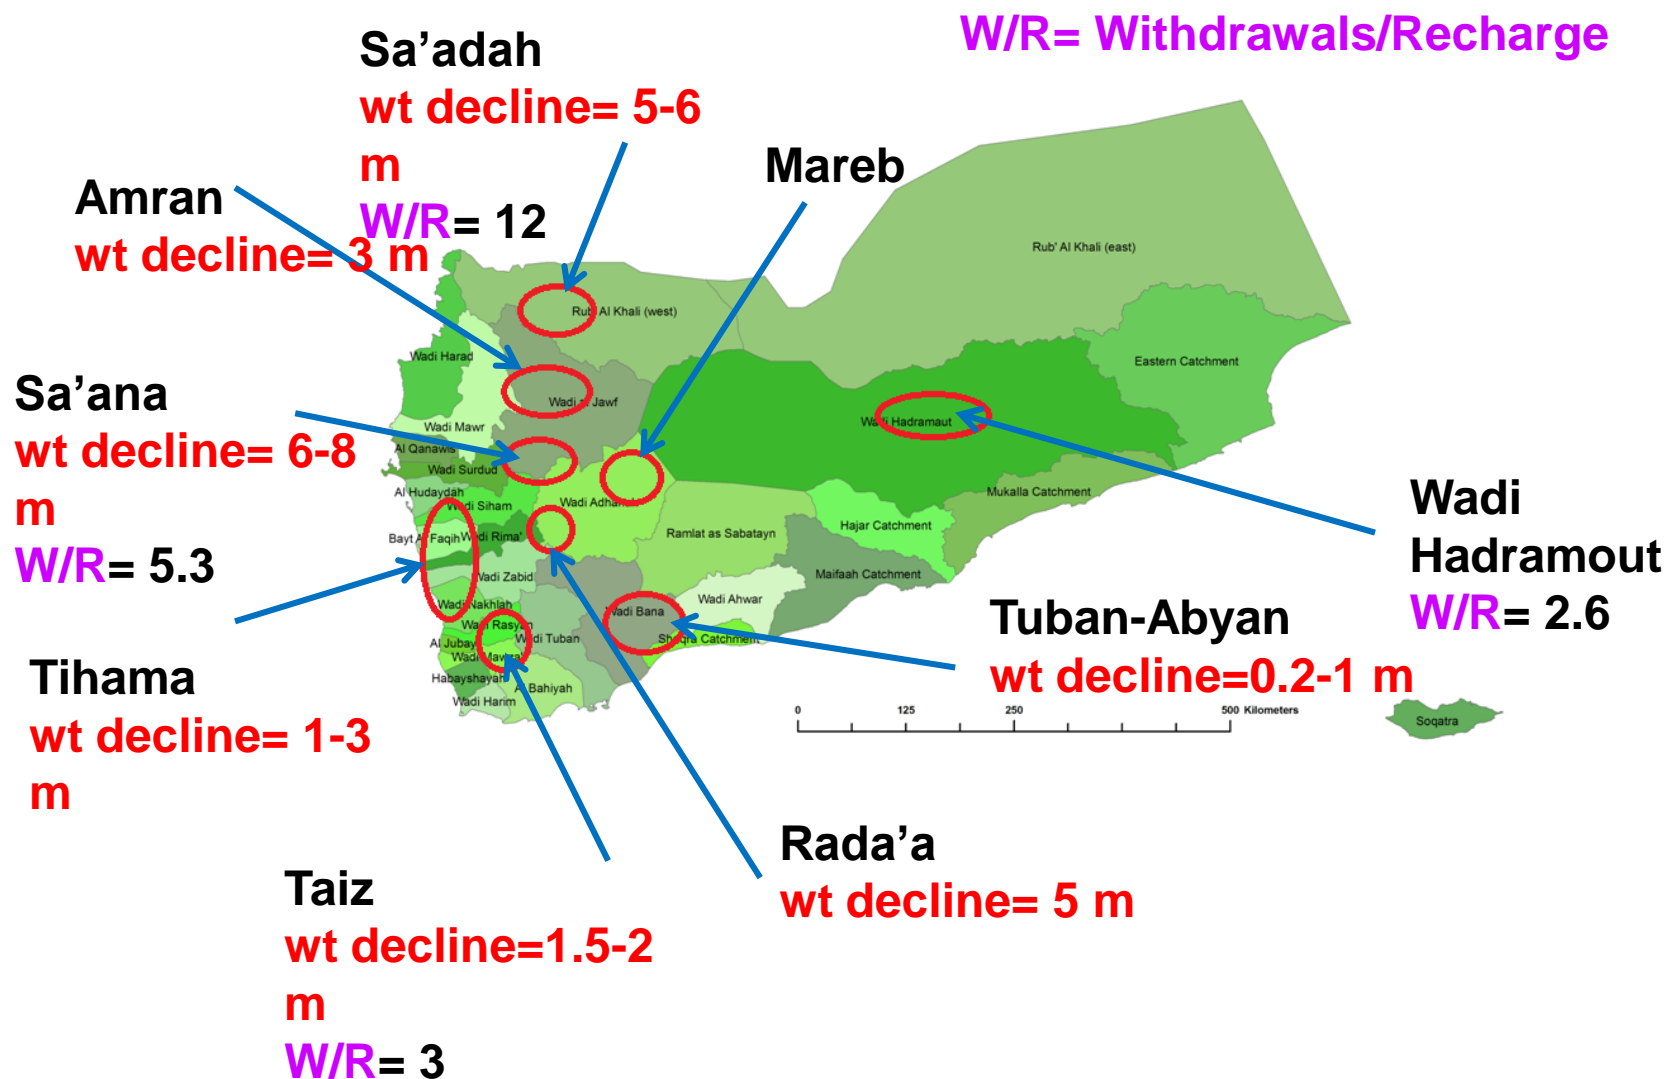 W/R= Withdrawals/Recharge
Sa’adah
wt decline= 5-6
m
W/R= 12
Mareb
Amran
wt decline= 3 m
Sa’ana
wt decline= 6-8
m
W/R= 5.3
Wadi
Hadramout
W/R= 2.6
Tuban-Abyan
wt decline=0.2-1 m
Tihama
wt decline= 1-3
m
Rada’a
wt decline= 5 m
Taiz
wt decline=1.5-2
m
W/R= 3
Rub' Al Khali (east)
Rub' Al Khali (west)
Wadi Harad
Eastern Catchment
Wadi Jawf
Wadi Hadramaut
Wadi Mawr
Al Qanawis
Wadi Surdud
Al Hudaydah
Wadi Siham
Wadi
Mukalla Catchment
Hajar Catchment
Ramlat as Sabatayn
Bayt Faqih
Wadi Rima'
Maifaah Catchment
Wadi Zabid
Wadi Ahwar
Wadi Nakhlah
Wadi Bana
Wadi Rasyan
Wadi Tuban
Catchment
Al Jubay
Wadi
Habayshayah
Al Bahiyah
Wadi Harim
0 125 250 500 Kilometers
Soqatra